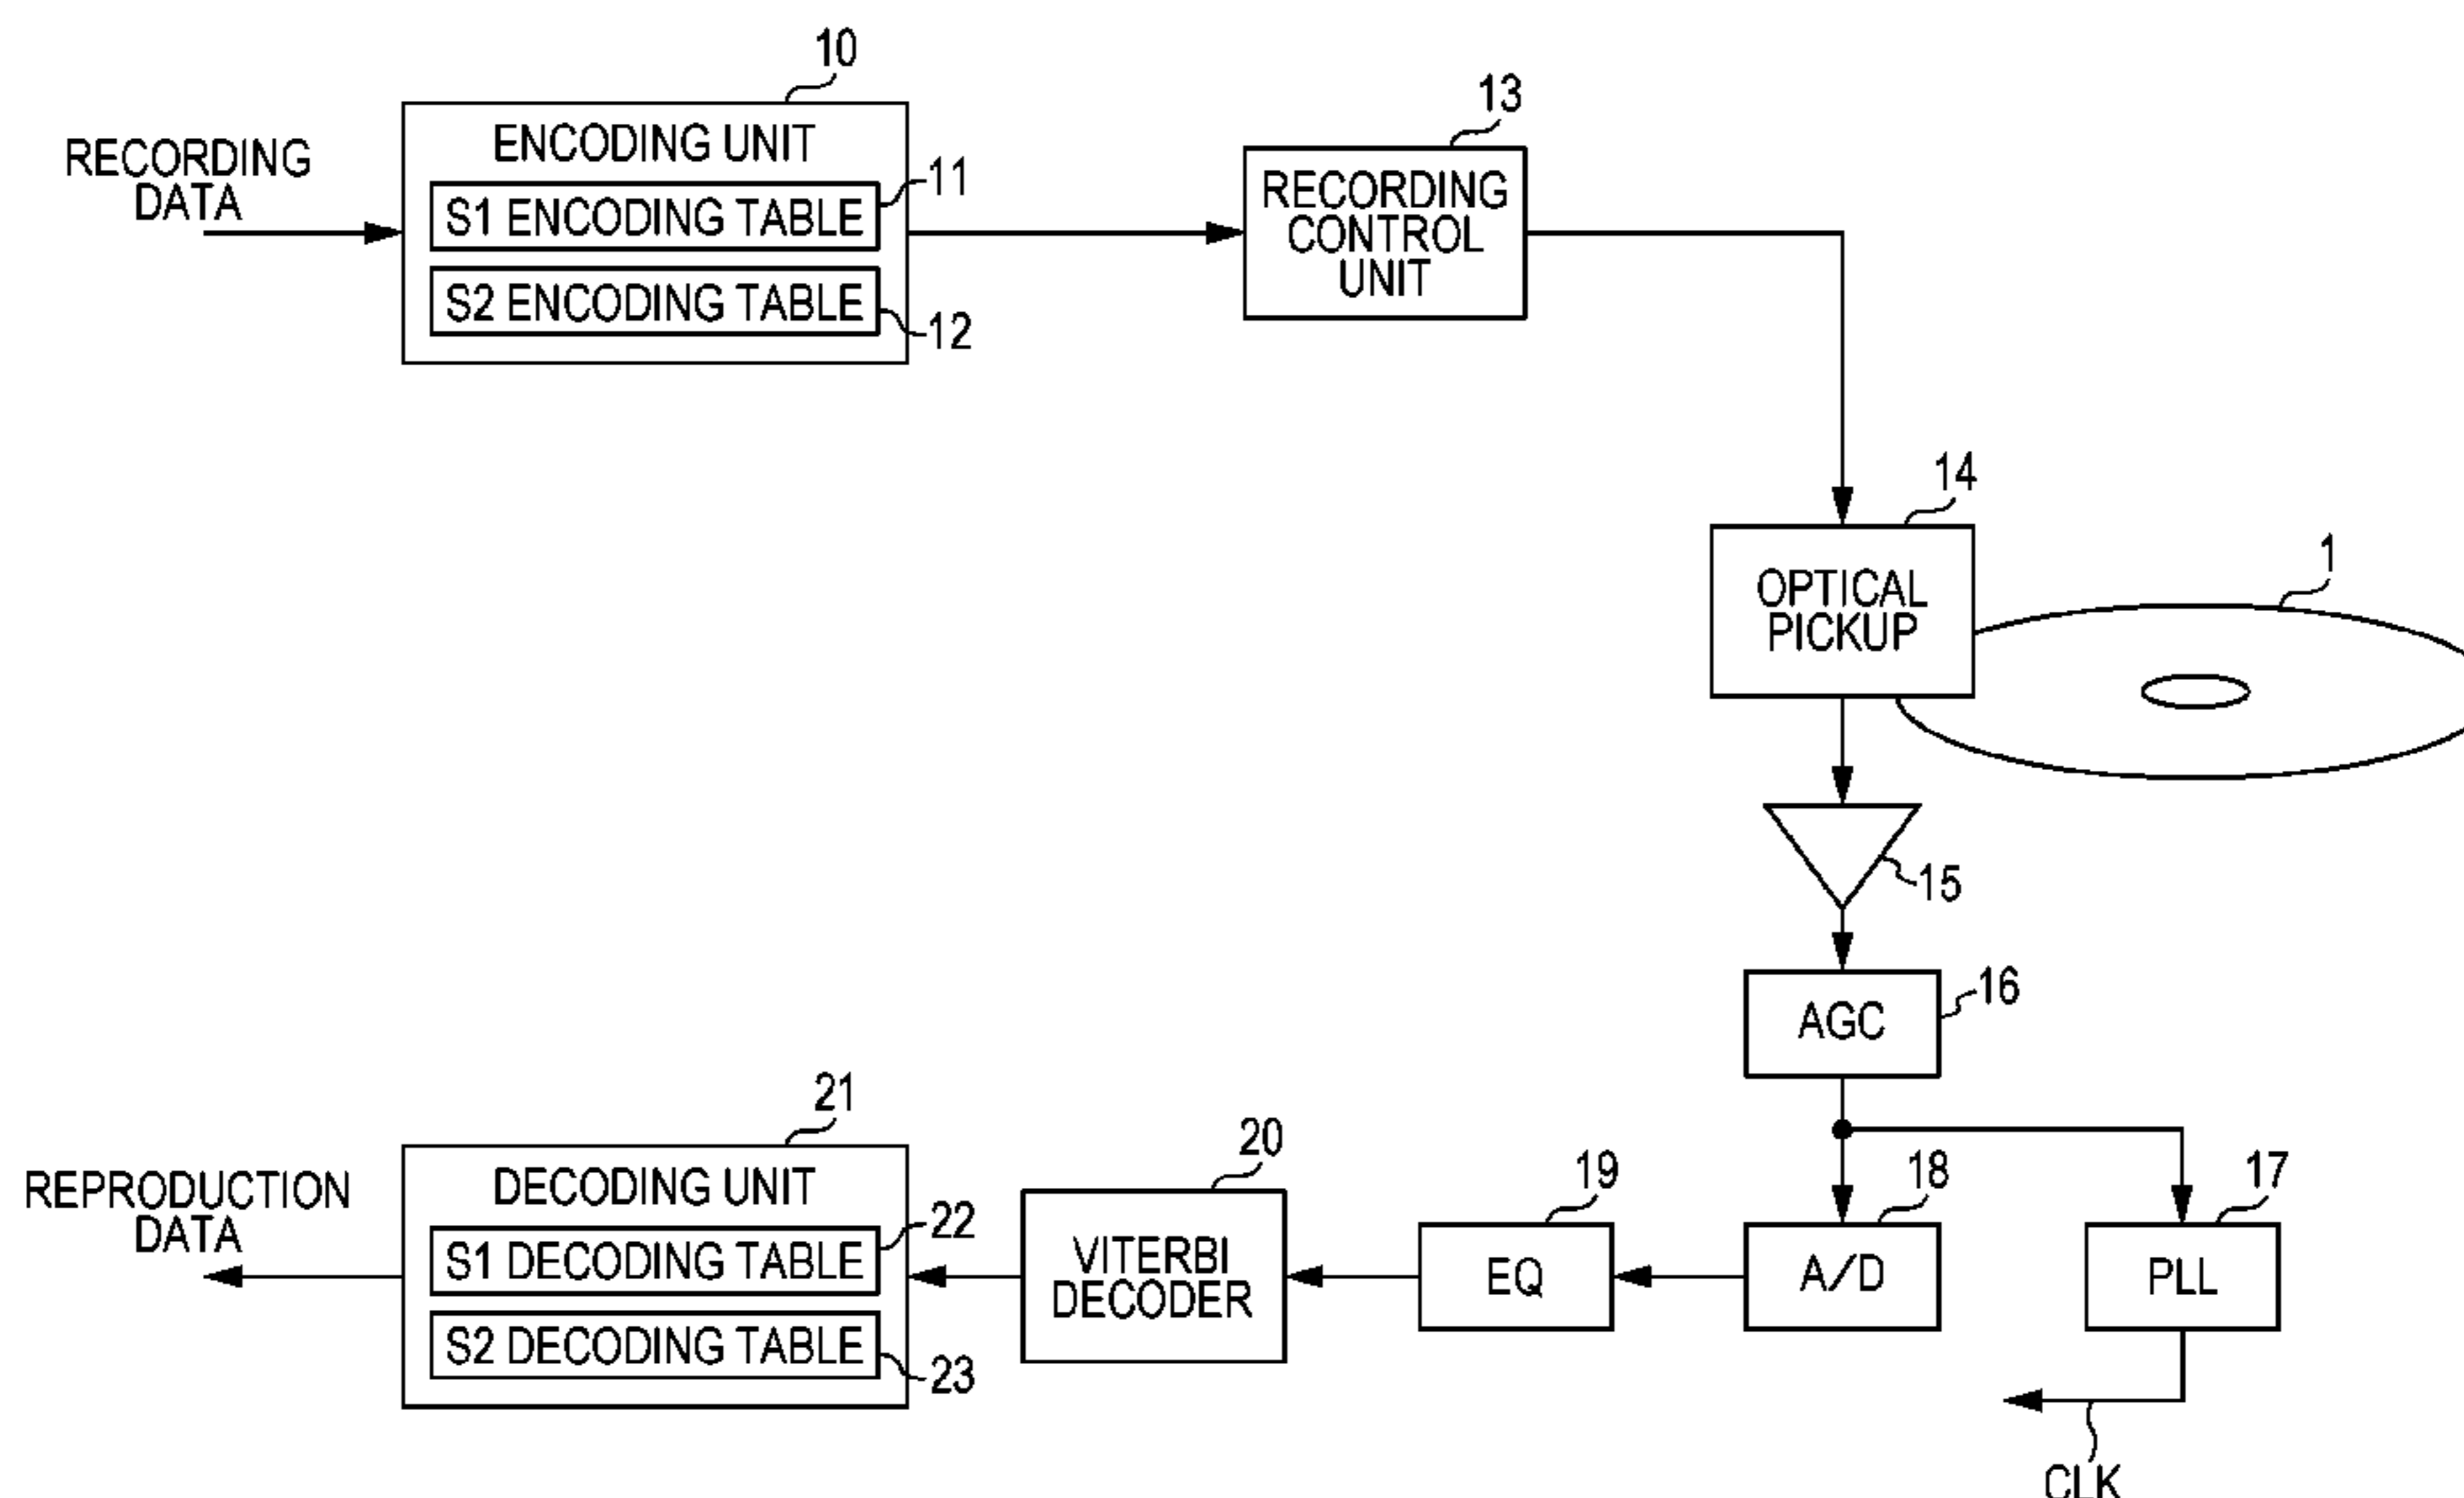 10
13
RECORDING
DATA
ENCODING UNIT
S1 ENCODING TABLE
11
S2 ENCODING TABLE
12
RECORDING
CONTROL
UNIT
14
OPTICAL
PICKUP
1
15
AGC
16
21
20
19
18
17
REPRODUCTION
DATA
DECODING UNIT
S1 DECODING TABLE
22
S2 DECODING TABLE
23
VITERBI
DECODER
EQ
A/D
PLL
CLK